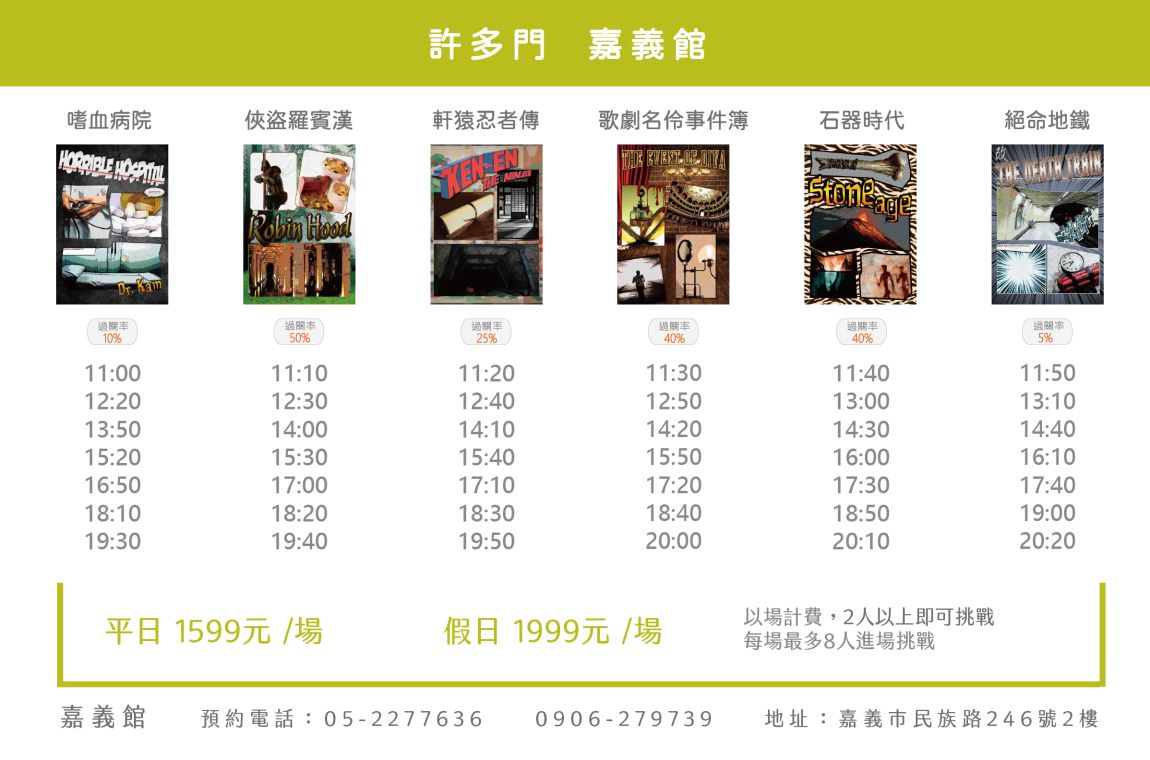 許多門 嘉義館
嗜血病院 俠盜羅賓漢 軒猿忍者傳 歌劇名伶事件簿 石器時代 絕命地鐵
HORRIBLE HOSPITAL
Dr. Kam
Robin Hood
KEN-EN
THE NINJA
THE EVENT OF DIVA
Stoneage
改
THE DEATH TRAIN
過關率 過關率 過關率 過關率 過關率 過關率
10% 50% 25% 40% 40% 5%
11:00 11:10 11:20 11:30 11:40 11:50
12:20 12:30 12:40 12:50 13:00 13:10
13:50 14:00 14:10 14:20 14:30 14:40
15:20 15:30 15:40 15:50 16:00 16:10
16:50 17:00 17:10 17:20 17:30 17:40
18:10 18:20 18:30 18:40 18:50 19:00
19:30 19:40 19:50 20:00 20:10 20:20
平日 1599元 /場 假日 1999元 /場
以場計費，2人以上即可挑戰
每場最多8人進場挑戰
嘉義館 預約電話：05-2277636 0906-279739 地址：嘉義市民族路246號2樓